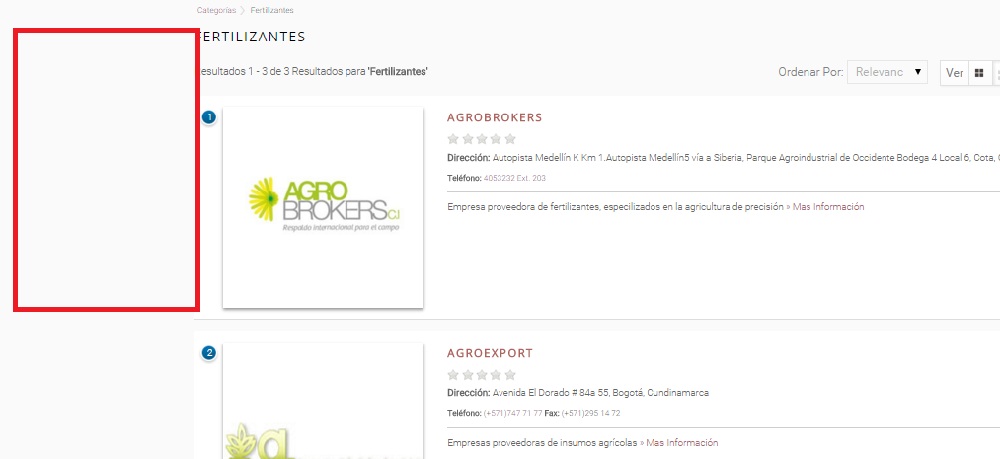 Categorías > Fertilizantes
FERTILIZANTES
Resultados 1 - 3 de 3 Resultados para 'Fertilizantes'
Ordenar Por: Relevanc ▼ Ver
1
AGROBROKERS
Dirección: Autopista Medellín K Km 1.Autopista Medellín5 vía a Siberia, Parque Agroindustrial de Occidente Bodega 4 Local 6, Cota,
Teléfono: 4053232 Ext. 203
Empresa proveedora de fertilizantes, especilizados en la agricultura de precisión » Mas Información
AGRO
BROKERS C.I
Respaldo internacional para el campo
2
AGROEXPORT
Dirección: Avenida El Dorado # 84a 55, Bogotá, Cundinamarca
Teléfono: (+571)747 71 77 Fax: (+571)295 14 72
Empresas proveedoras de insumos agrícolas » Mas Información